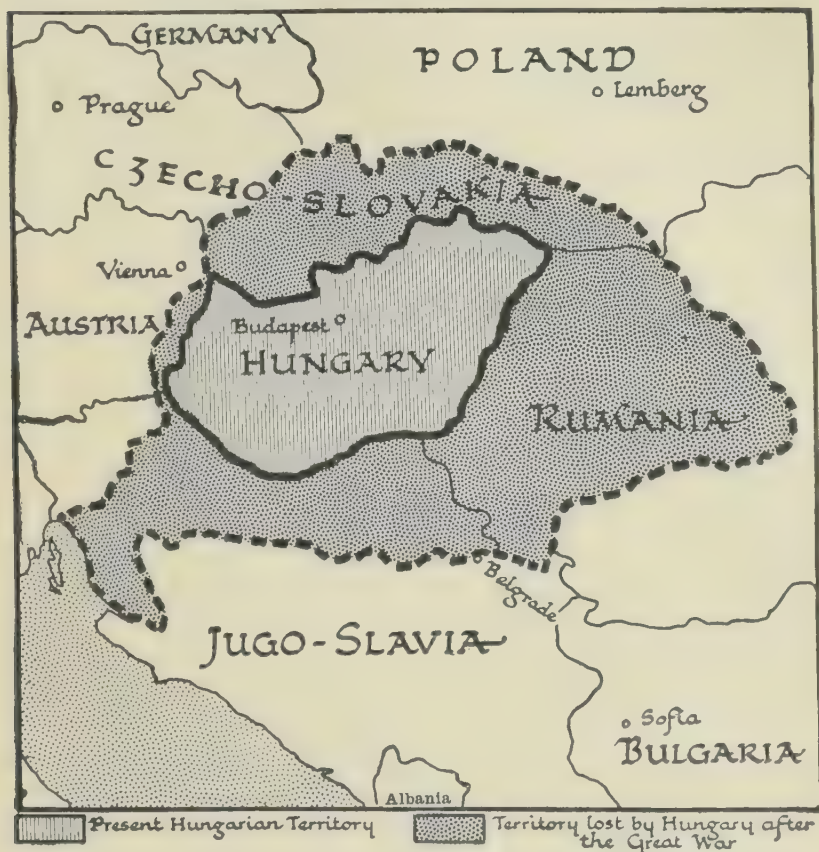 GERMANY
POLAND
Lemberg
Prague
CZECHO-SLOVAKIA
Vienna
AUSTRIA
Budapest
HUNGARY
RUMANIA
Belgrade
JUGO-SLAVIA
Sofia
BULGARIA
Albania
Present Hungarian Territory
Territory lost by Hungary after
the Great War